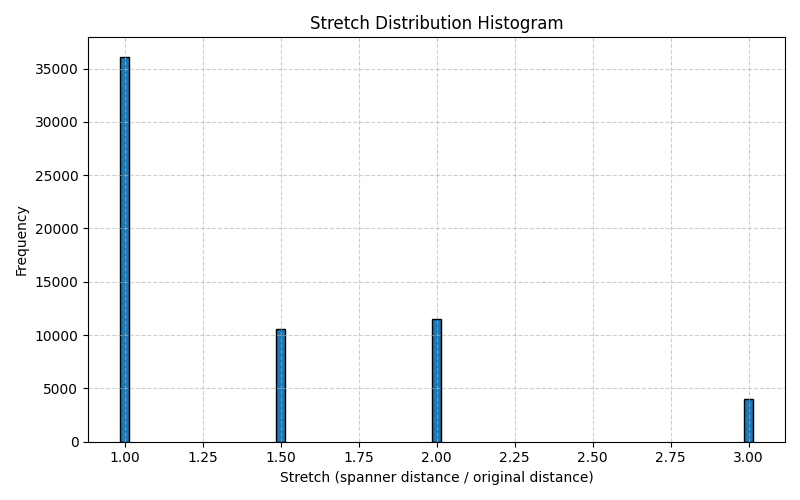 Stretch Distribution Histogram
Frequency
35000
30000
25000
20000
15000
10000
5000
0
1.00 1.25 1.50 1.75 2.00 2.25 2.50 2.75 3.00
Stretch (spanner distance / original distance)